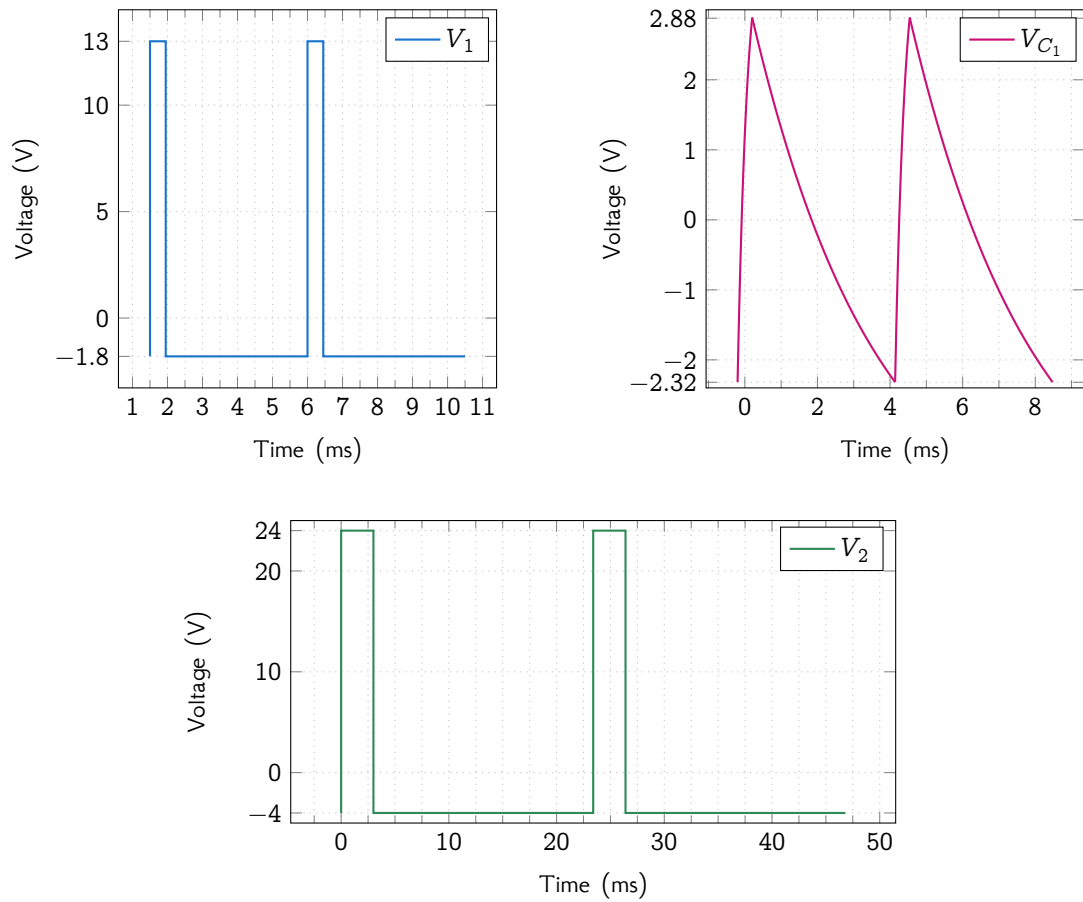 V1
13
10
5
0
−1.8
Voltage (V)
1 2 3 4 5 6 7 8 9 10 11
Time (ms)
VC1
2.88
2
1
0
−1
−2
−2.32
Voltage (V)
0 2 4 6 8
Time (ms)
V2
24
20
10
0
−4
Voltage (V)
0 10 20 30 40 50
Time (ms)